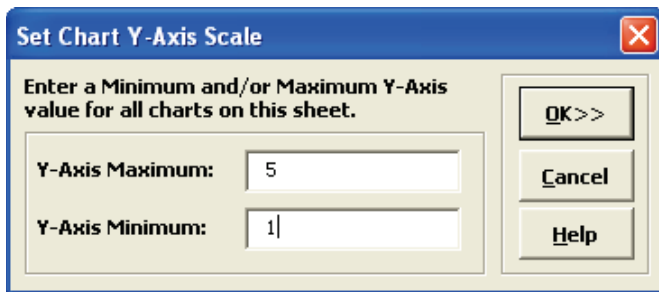 Set Chart Y-Axis Scale
Enter a Minimum and/or Maximum Y-Axis
value for all charts on this sheet.
OK>>
Y-Axis Maximum: 5
Cancel
Y-Axis Minimum: 1
Help